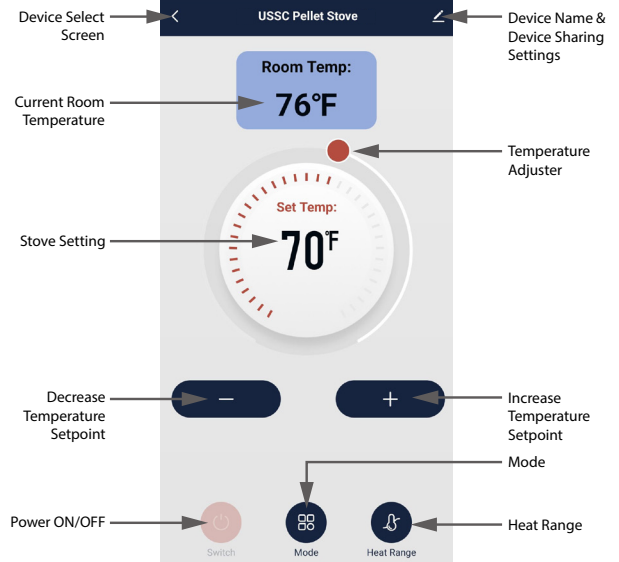 Device Select
Screen
USSC Pellet Stove
Device Name &
Device Sharing
Settings
Room Temp:
76°F
Current Room
Temperature
Temperature
Adjuster
Set Temp:
70°F
Stove Setting
Decrease
Temperature
Setpoint
−
+
Increase
Temperature
Setpoint
Mode
Power ON/OFF
Heat Range
Switch
Mode
Heat Range